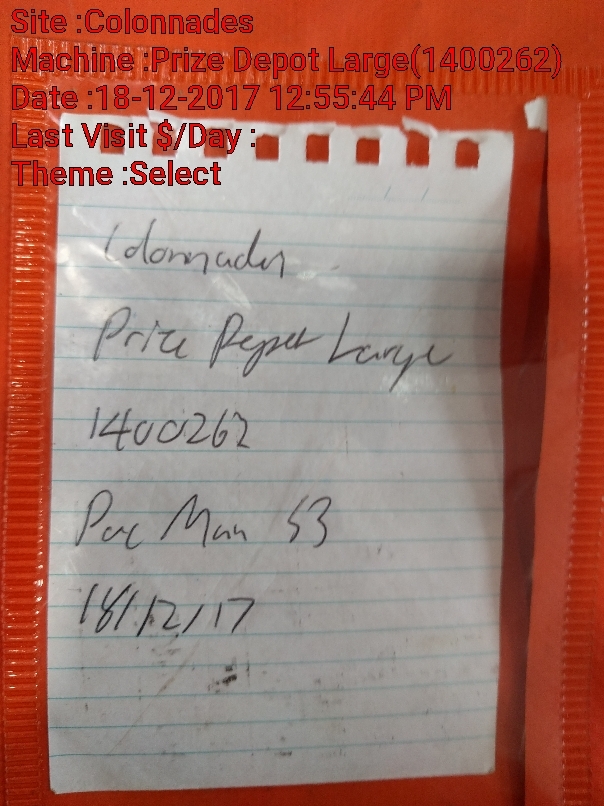 Site :Colonnades
Machine :Prize Depot Large(1400262)
Date :18-12-2017 12:55:44 PM
Last Visit $/Day :
Theme :Select
Colonnades
Prize Depot Large
1400262
Pac Man S3
18/12/17